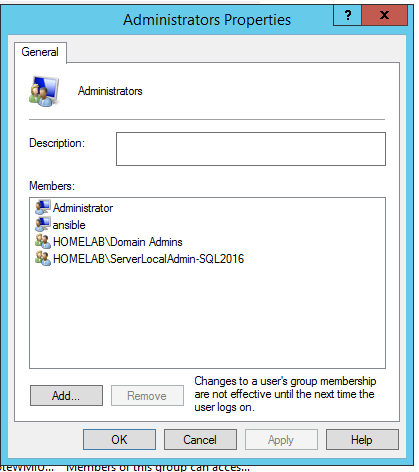 Administrators Properties
?
x
General
Administrators
Description:
Members:
Administrator
ansible
HOMELAB\Domain Admins
HOMELAB\ServerLocalAdmin-SQL2016
Add...
Remove
Changes to a user's group membership
are not effective until the next time the
user logs on.
OK
Cancel
Apply
Help
Members of this group can acces...